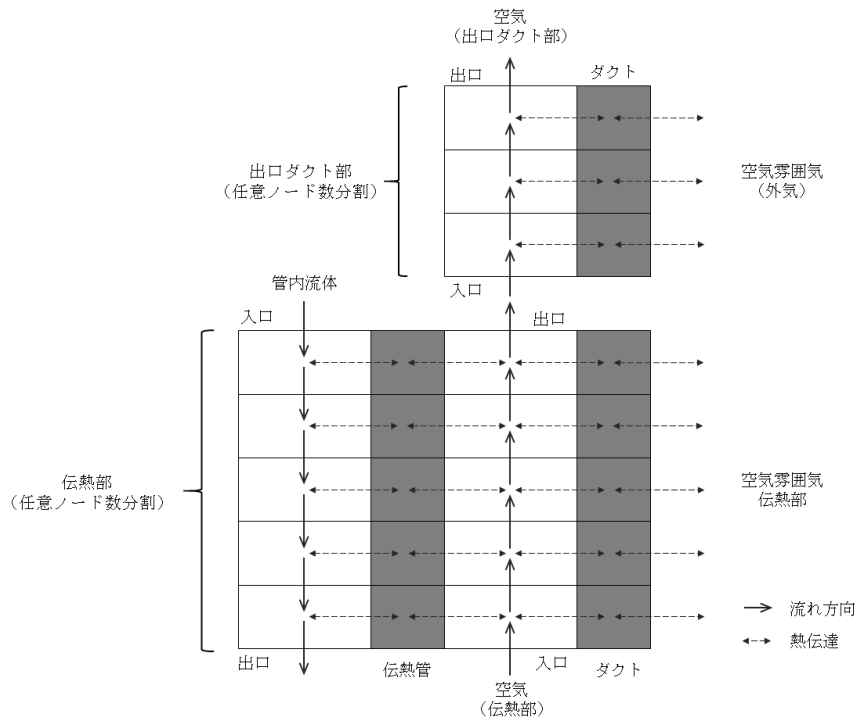 空気
(出口ダクト部)
出口
ダクト
出口ダクト部
(任意ノード数分割)
空気雰囲気
(外気)
入口
管内流体
入口
出口
伝熱部
(任意ノード数分割)
空気雰囲気
伝熱部
流れ方向
熱伝達
出口
伝熱管
空気
(伝熱部)
入口
ダクト